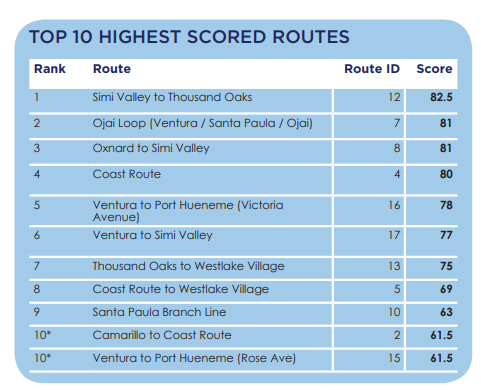 TOP 10 HIGHEST SCORED ROUTES
Rank Route Route ID Score
1 Simi Valley to Thousand Oaks 12 82.5
2 Ojai Loop (Ventura / Santa Paula / Ojai) 7 81
3 Oxnard to Simi Valley 8 81
4 Coast Route 4 80
5 Ventura to Port Hueneme (Victoria 16 78
Avenue)
6 Ventura to Simi Valley 17 77
7 Thousand Oaks to Westlake Village 13 75
8 Coast Route to Westlake Village 5 69
9 Santa Paula Branch Line 10 63
10* Camarillo to Coast Route 2 61.5
10* Ventura to Port Hueneme (Rose Ave) 15 61.5